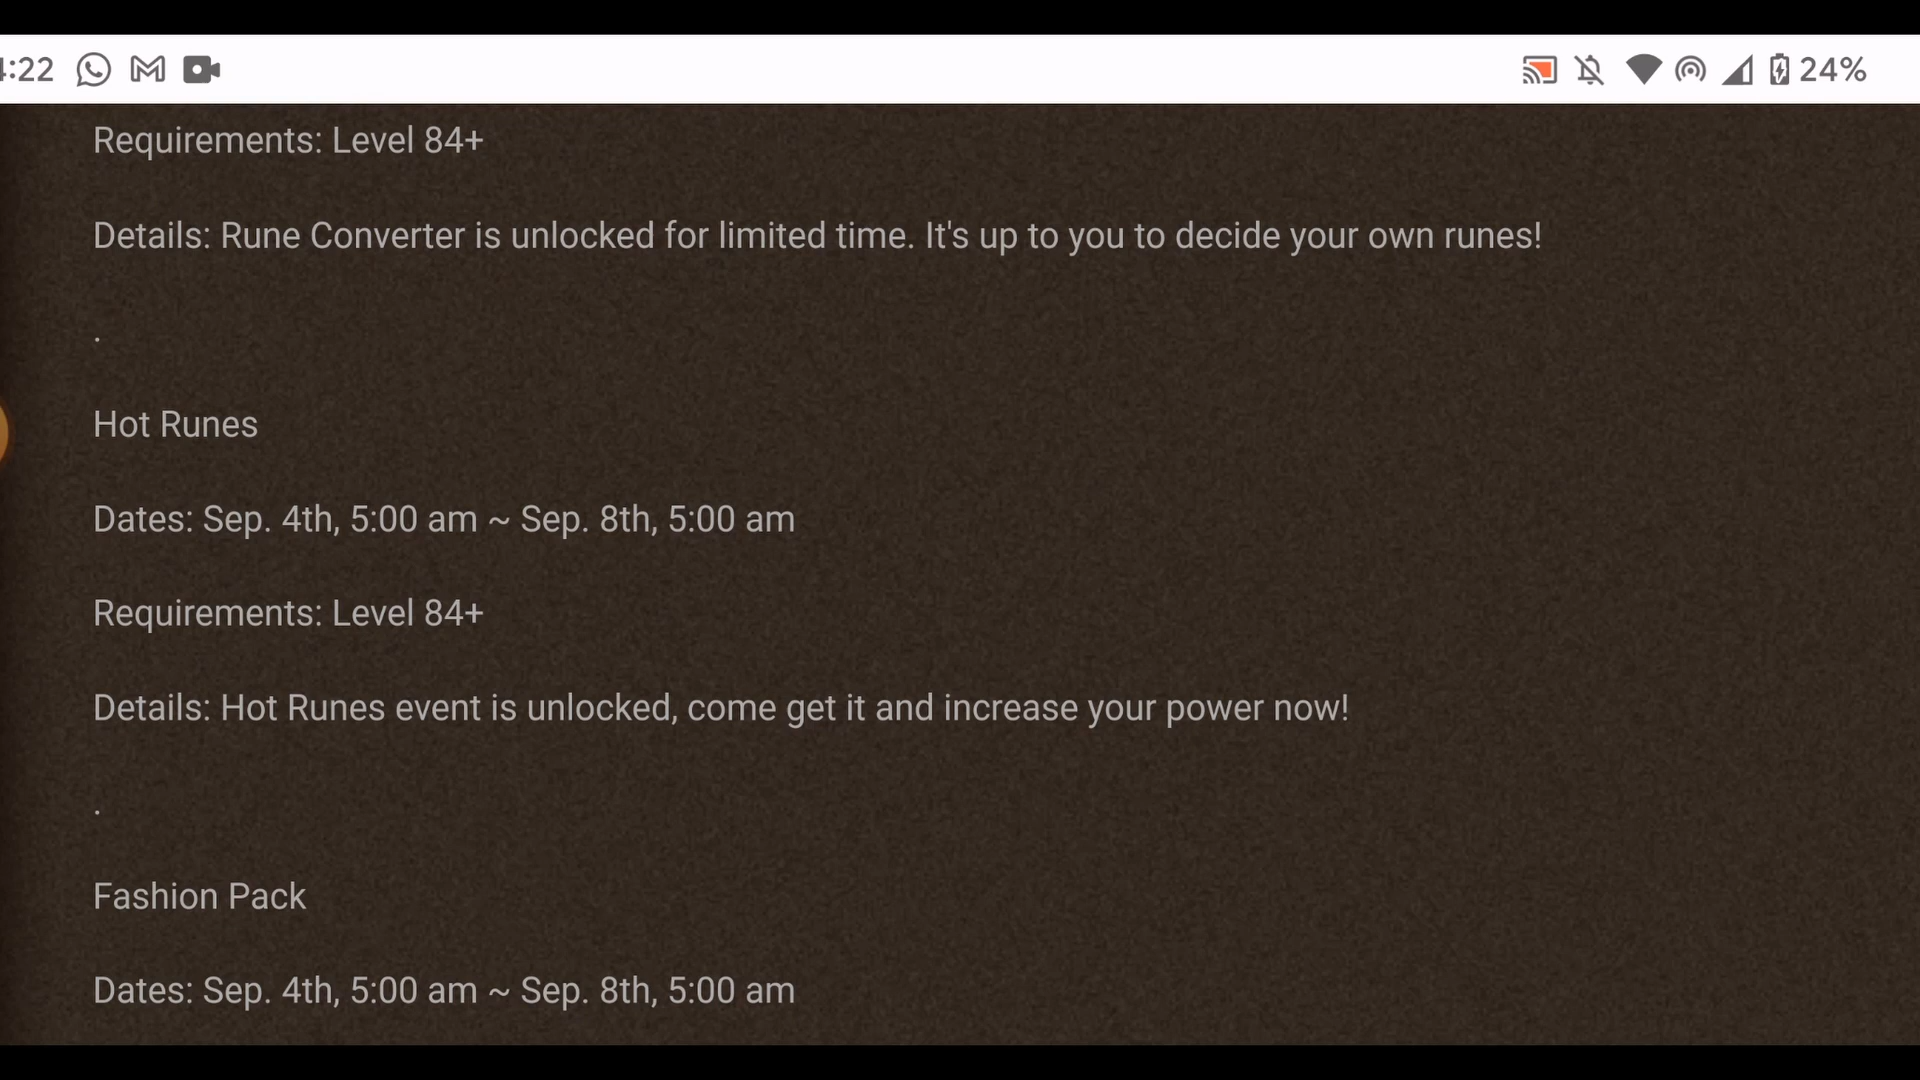 :22
24%
Requirements: Level 84+
Details: Rune Converter is unlocked for limited time. It's up to you to decide your own runes!
.
Hot Runes
Dates: Sep. 4th, 5:00 am ~ Sep. 8th, 5:00 am
Requirements: Level 84+
Details: Hot Runes event is unlocked, come get it and increase your power now!
.
Fashion Pack
Dates: Sep. 4th, 5:00 am ~ Sep. 8th, 5:00 am